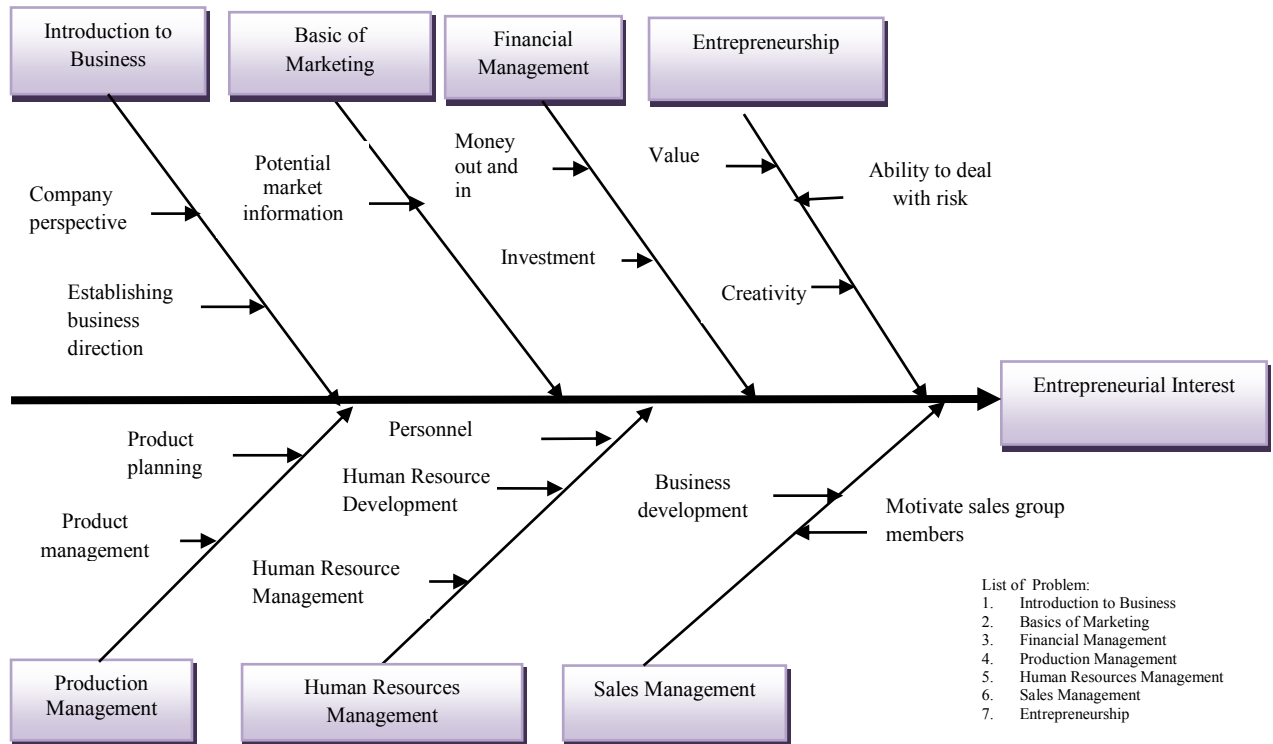 Introduction to
Business
Basic of
Marketing
Financial
Management
Entrepreneurship
Company
perspective
Establishing
business
direction
Potential
market
information
Money
out and
in
Investment
Value
Ability to deal
with risk
Creativity
Entrepreneurial Interest
Product
planning
Product
management
Personnel
Human Resource
Development
Human Resource
Management
Business
development
Motivate sales group
members
Production
Management
Human Resources
Management
Sales Management
List of Problem:
1. Introduction to Business
2. Basics of Marketing
3. Financial Management
4. Production Management
5. Human Resources Management
6. Sales Management
7. Entrepreneurship